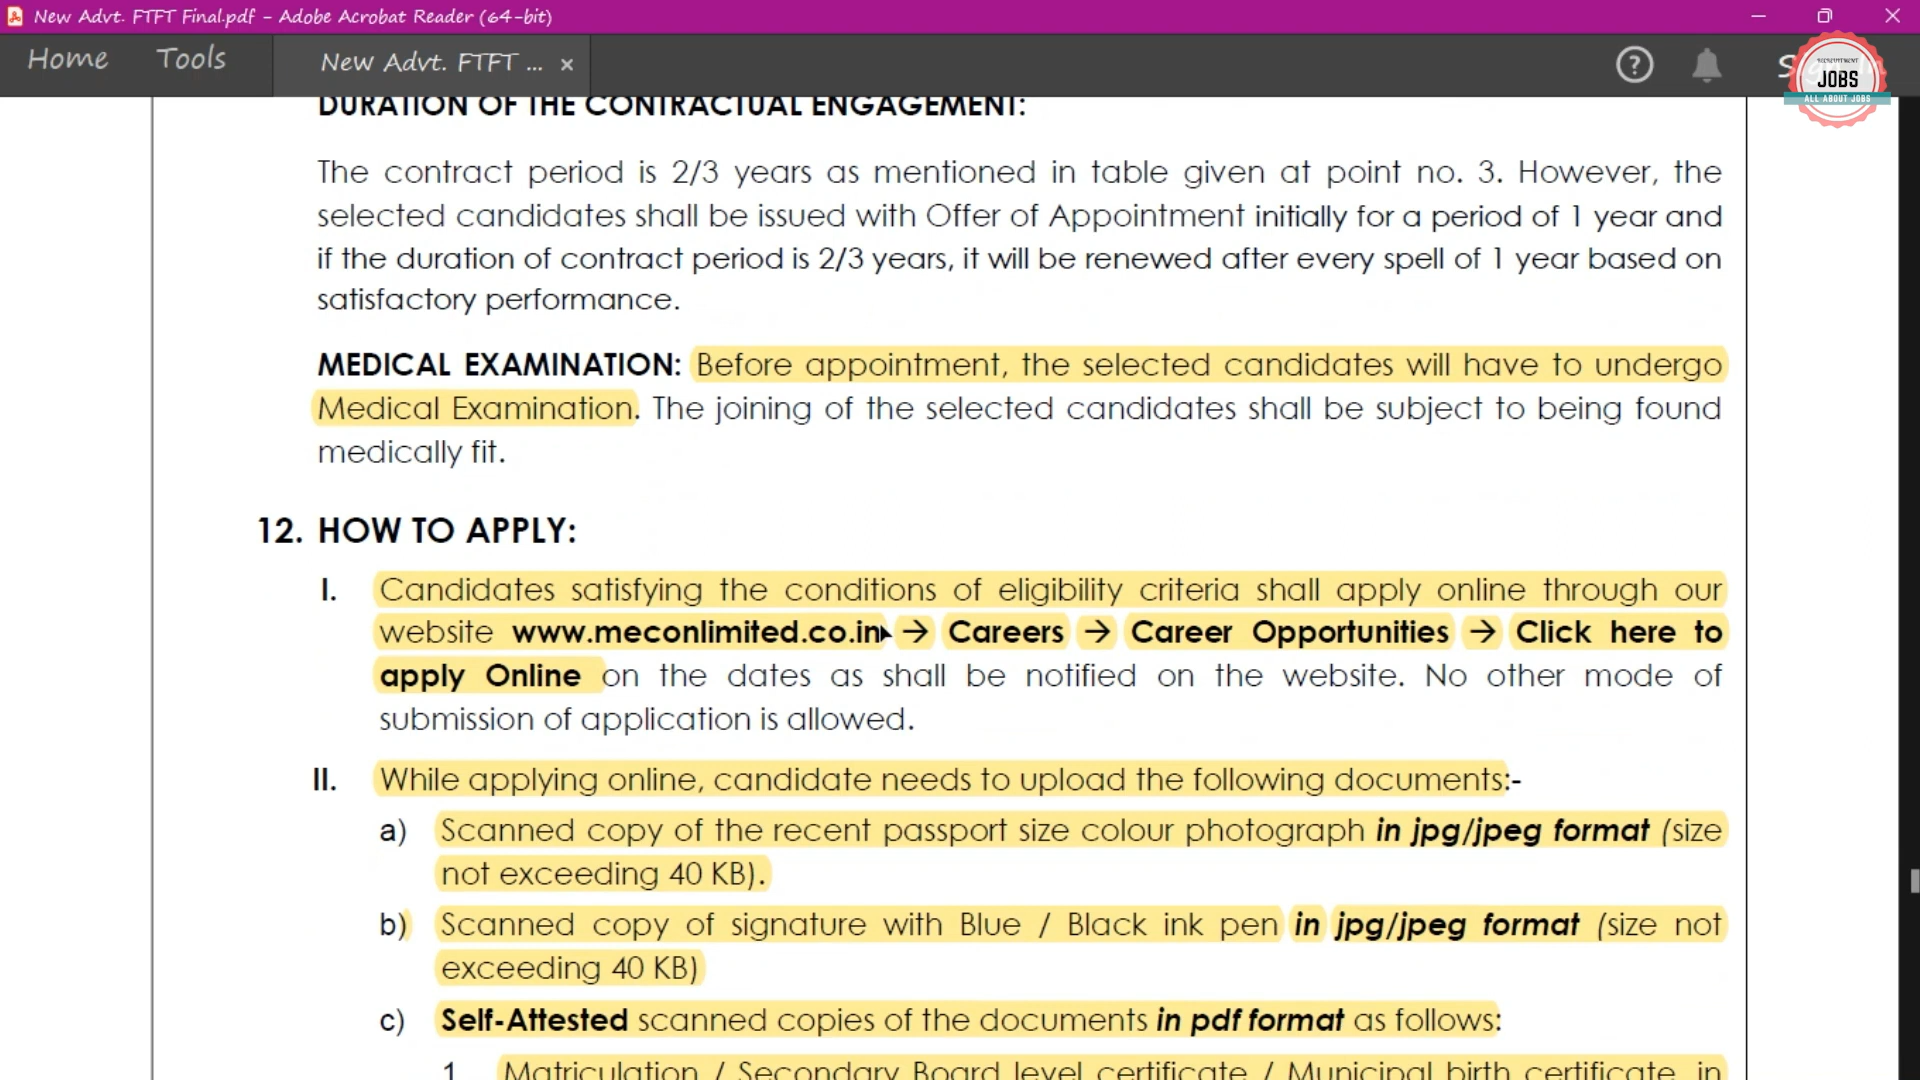 New Advt. FTFT Final.pdf - Adobe Acrobat Reader (64-bit)
Home Tools New Advt. FTFT ... ×
RECRUITMENT
JOBS
ALL ABOUT JOBS
DURATION OF THE CONTRACTUAL ENGAGEMENT:
The contract period is 2/3 years as mentioned in table given at point no. 3. However, the
selected candidates shall be issued with Offer of Appointment initially for a period of 1 year and
if the duration of contract period is 2/3 years, it will be renewed after every spell of 1 year based on
satisfactory performance.
MEDICAL EXAMINATION: Before appointment, the selected candidates will have to undergo
Medical Examination. The joining of the selected candidates shall be subject to being found
medically fit.
12. HOW TO APPLY:
I. Candidates satisfying the conditions of eligibility criteria shall apply online through our
website www.meconlimited.co.in → Careers → Career Opportunities → Click here to
apply Online on the dates as shall be notified on the website. No other mode of
submission of application is allowed.
II. While applying online, candidate needs to upload the following documents:-
a) Scanned copy of the recent passport size colour photograph in jpg/jpeg format (size
not exceeding 40 KB).
b) Scanned copy of signature with Blue / Black ink pen in jpg/jpeg format (size not
exceeding 40 KB)
c) Self-Attested scanned copies of the documents in pdf format as follows:
1 Matriculation / Secondary Board level certificate / Municipal birth certificate, in